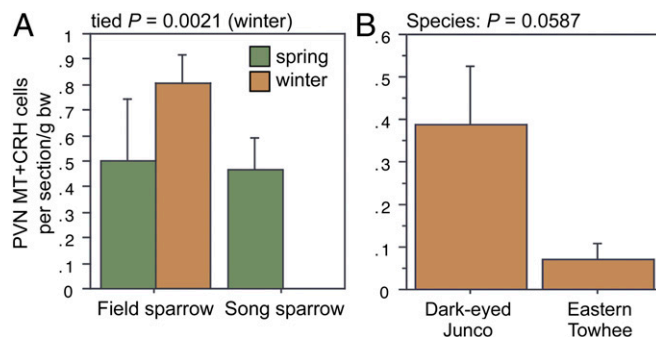 A
tied P = 0.0021 (winter)
PVN MT+CRH cells
per section/g bw
1
.9
.8
.7
.6
.5
.4
.3
.2
.1
0
spring
winter
Field sparrow
Song sparrow
B
Species: P = 0.0587
.6
.5
.4
.3
.2
.1
0
Dark-eyed
Junco
Eastern
Towhee